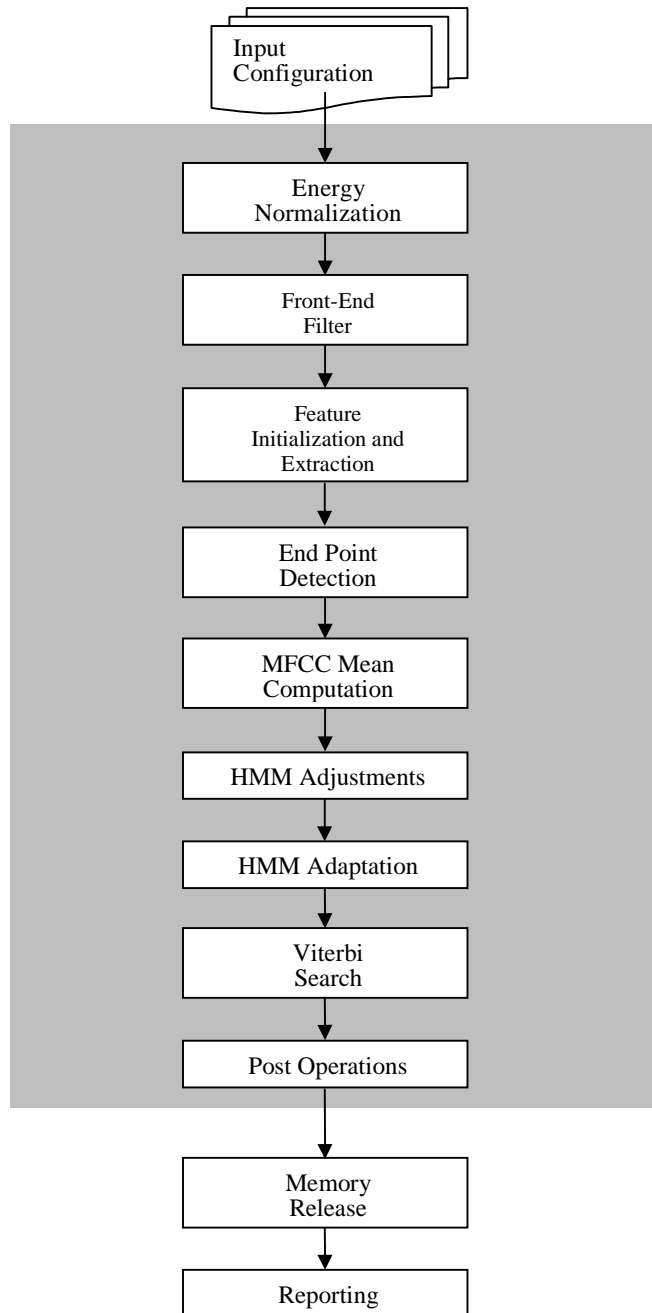 Input
Configuration
Energy
Normalization
Front-End
Filter
Feature
Initialization and
Extraction
End Point
Detection
MFCC Mean
Computation
HMM Adjustments
HMM Adaptation
Viterbi
Search
Post Operations
Memory
Release
Reporting